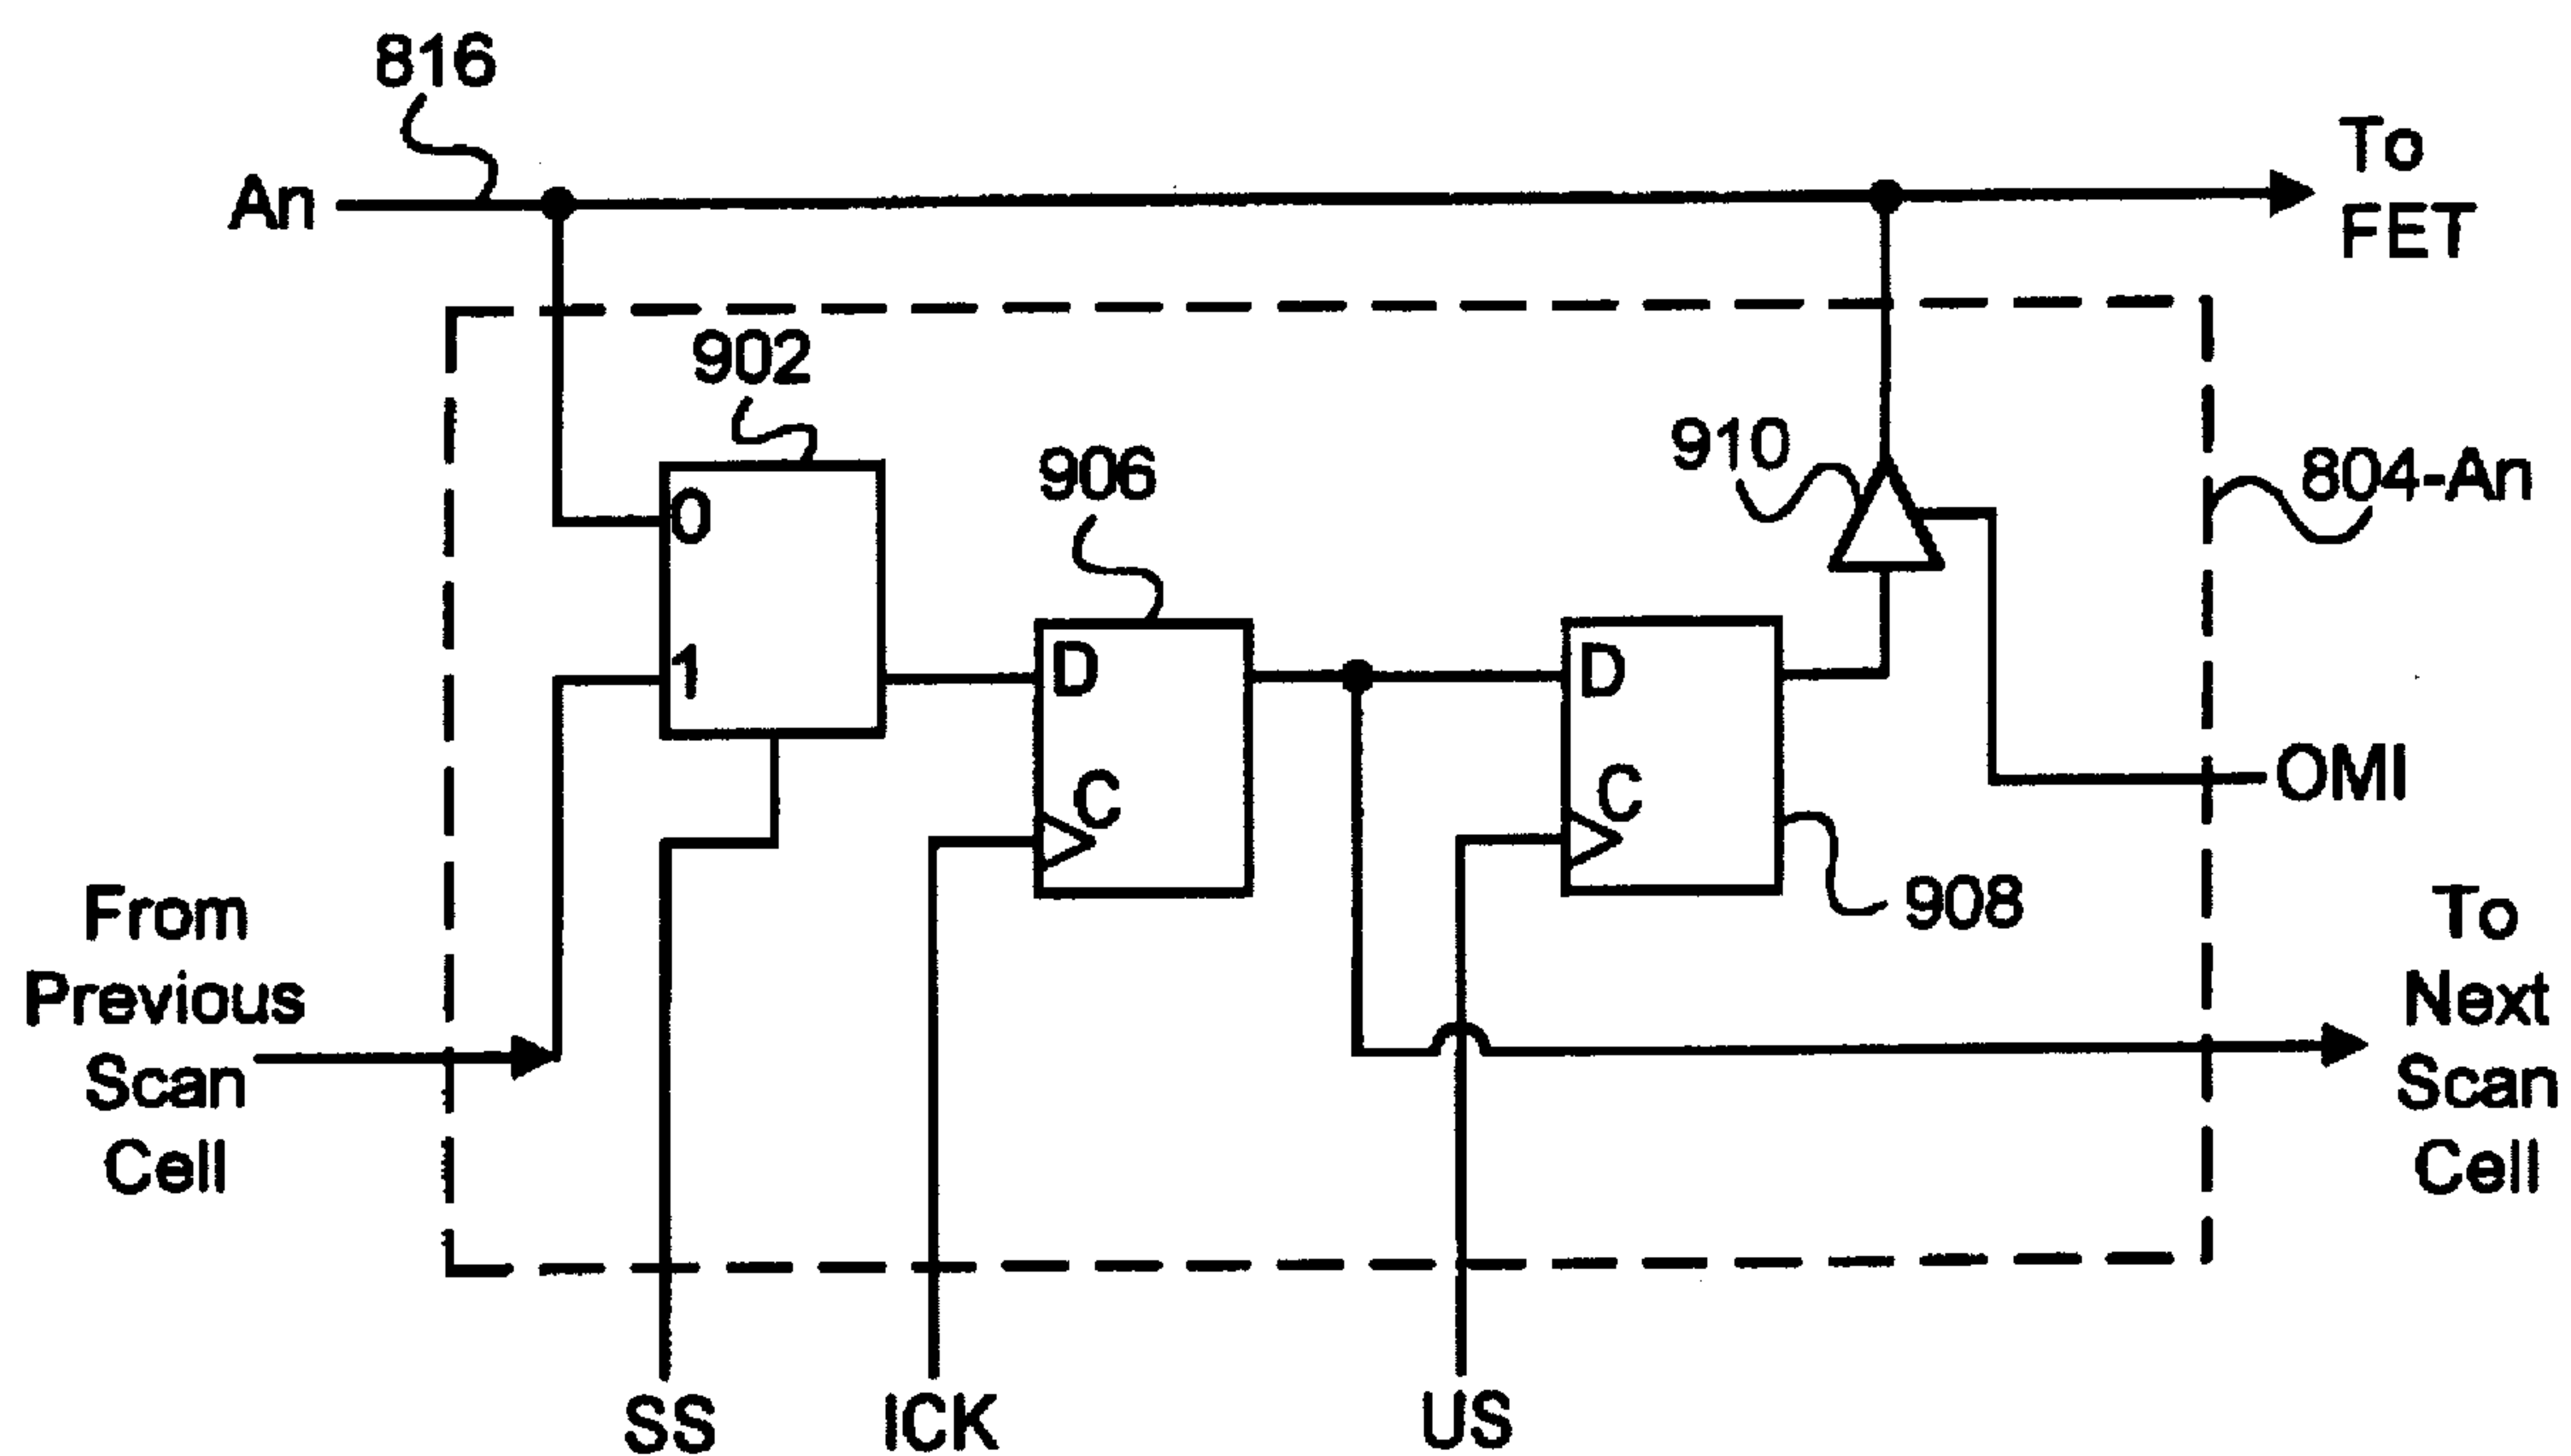 816
An
To
FET
902
0
1
906
D
C
910
D
C
908
804-An
OMI
From
Previous
Scan
Cell
To
Next
Scan
Cell
SS
ICK
US